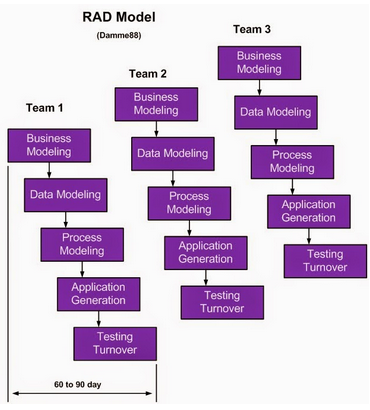 RAD Model
(Damme88)
Team 1
Business
Modeling
Data Modeling
Process
Modeling
Application
Generation
Testing
Turnover
60 to 90 day
Team 2
Business
Modeling
Data Modeling
Process
Modeling
Application
Generation
Testing
Turnover
Team 3
Business
Modeling
Data Modeling
Process
Modeling
Application
Generation
Testing
Turnover